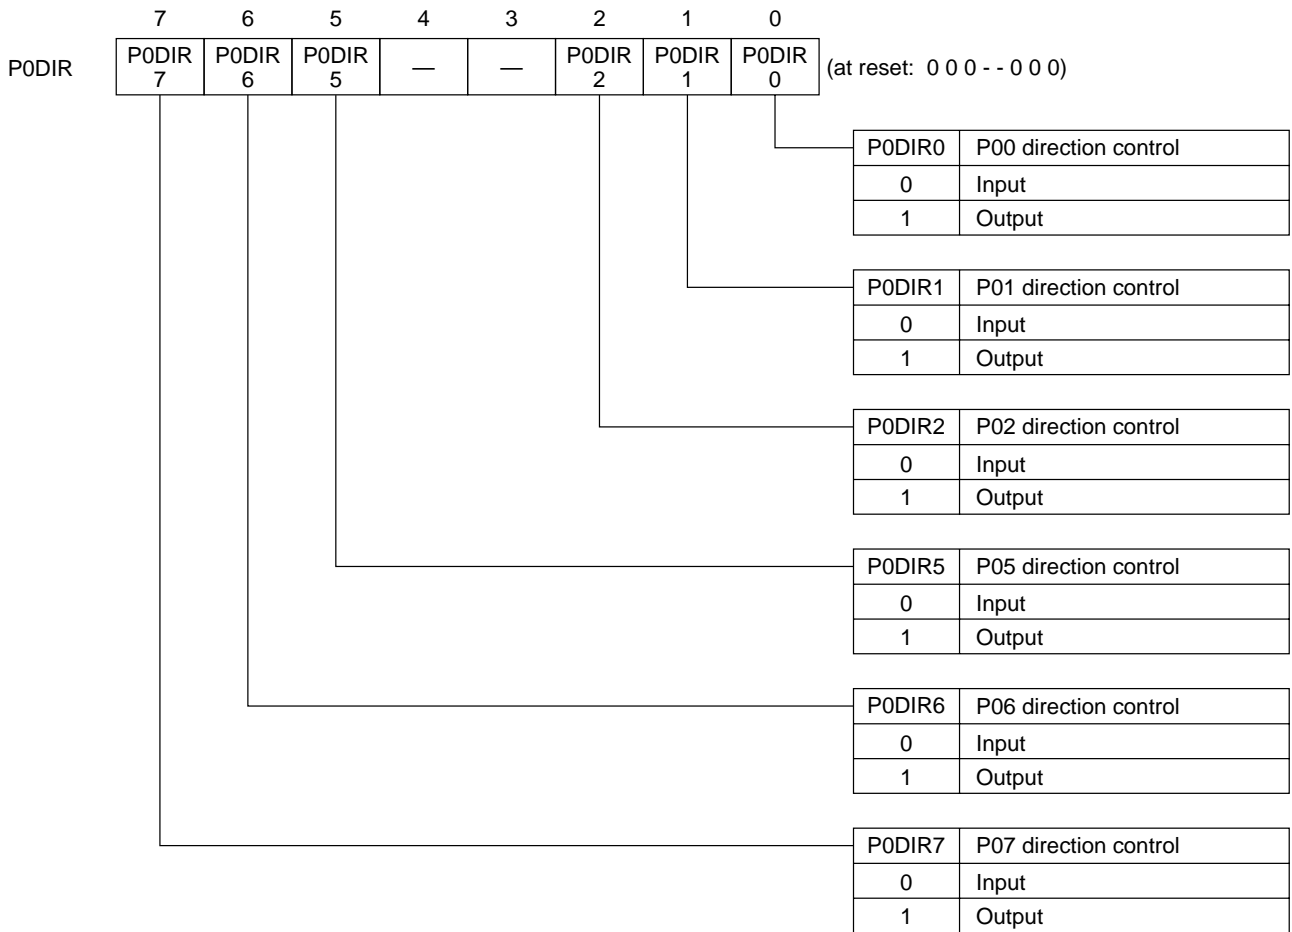 7 6 5 4 3 2 1 0
P0DIR P0DIR 7 P0DIR 6 P0DIR 5 — — P0DIR 2 P0DIR 1 P0DIR 0 (at reset: 0 0 0 - - 0 0 0)
P0DIR0 P00 direction control
0 Input
1 Output
P0DIR1 P01 direction control
0 Input
1 Output
P0DIR2 P02 direction control
0 Input
1 Output
P0DIR5 P05 direction control
0 Input
1 Output
P0DIR6 P06 direction control
0 Input
1 Output
P0DIR7 P07 direction control
0 Input
1 Output